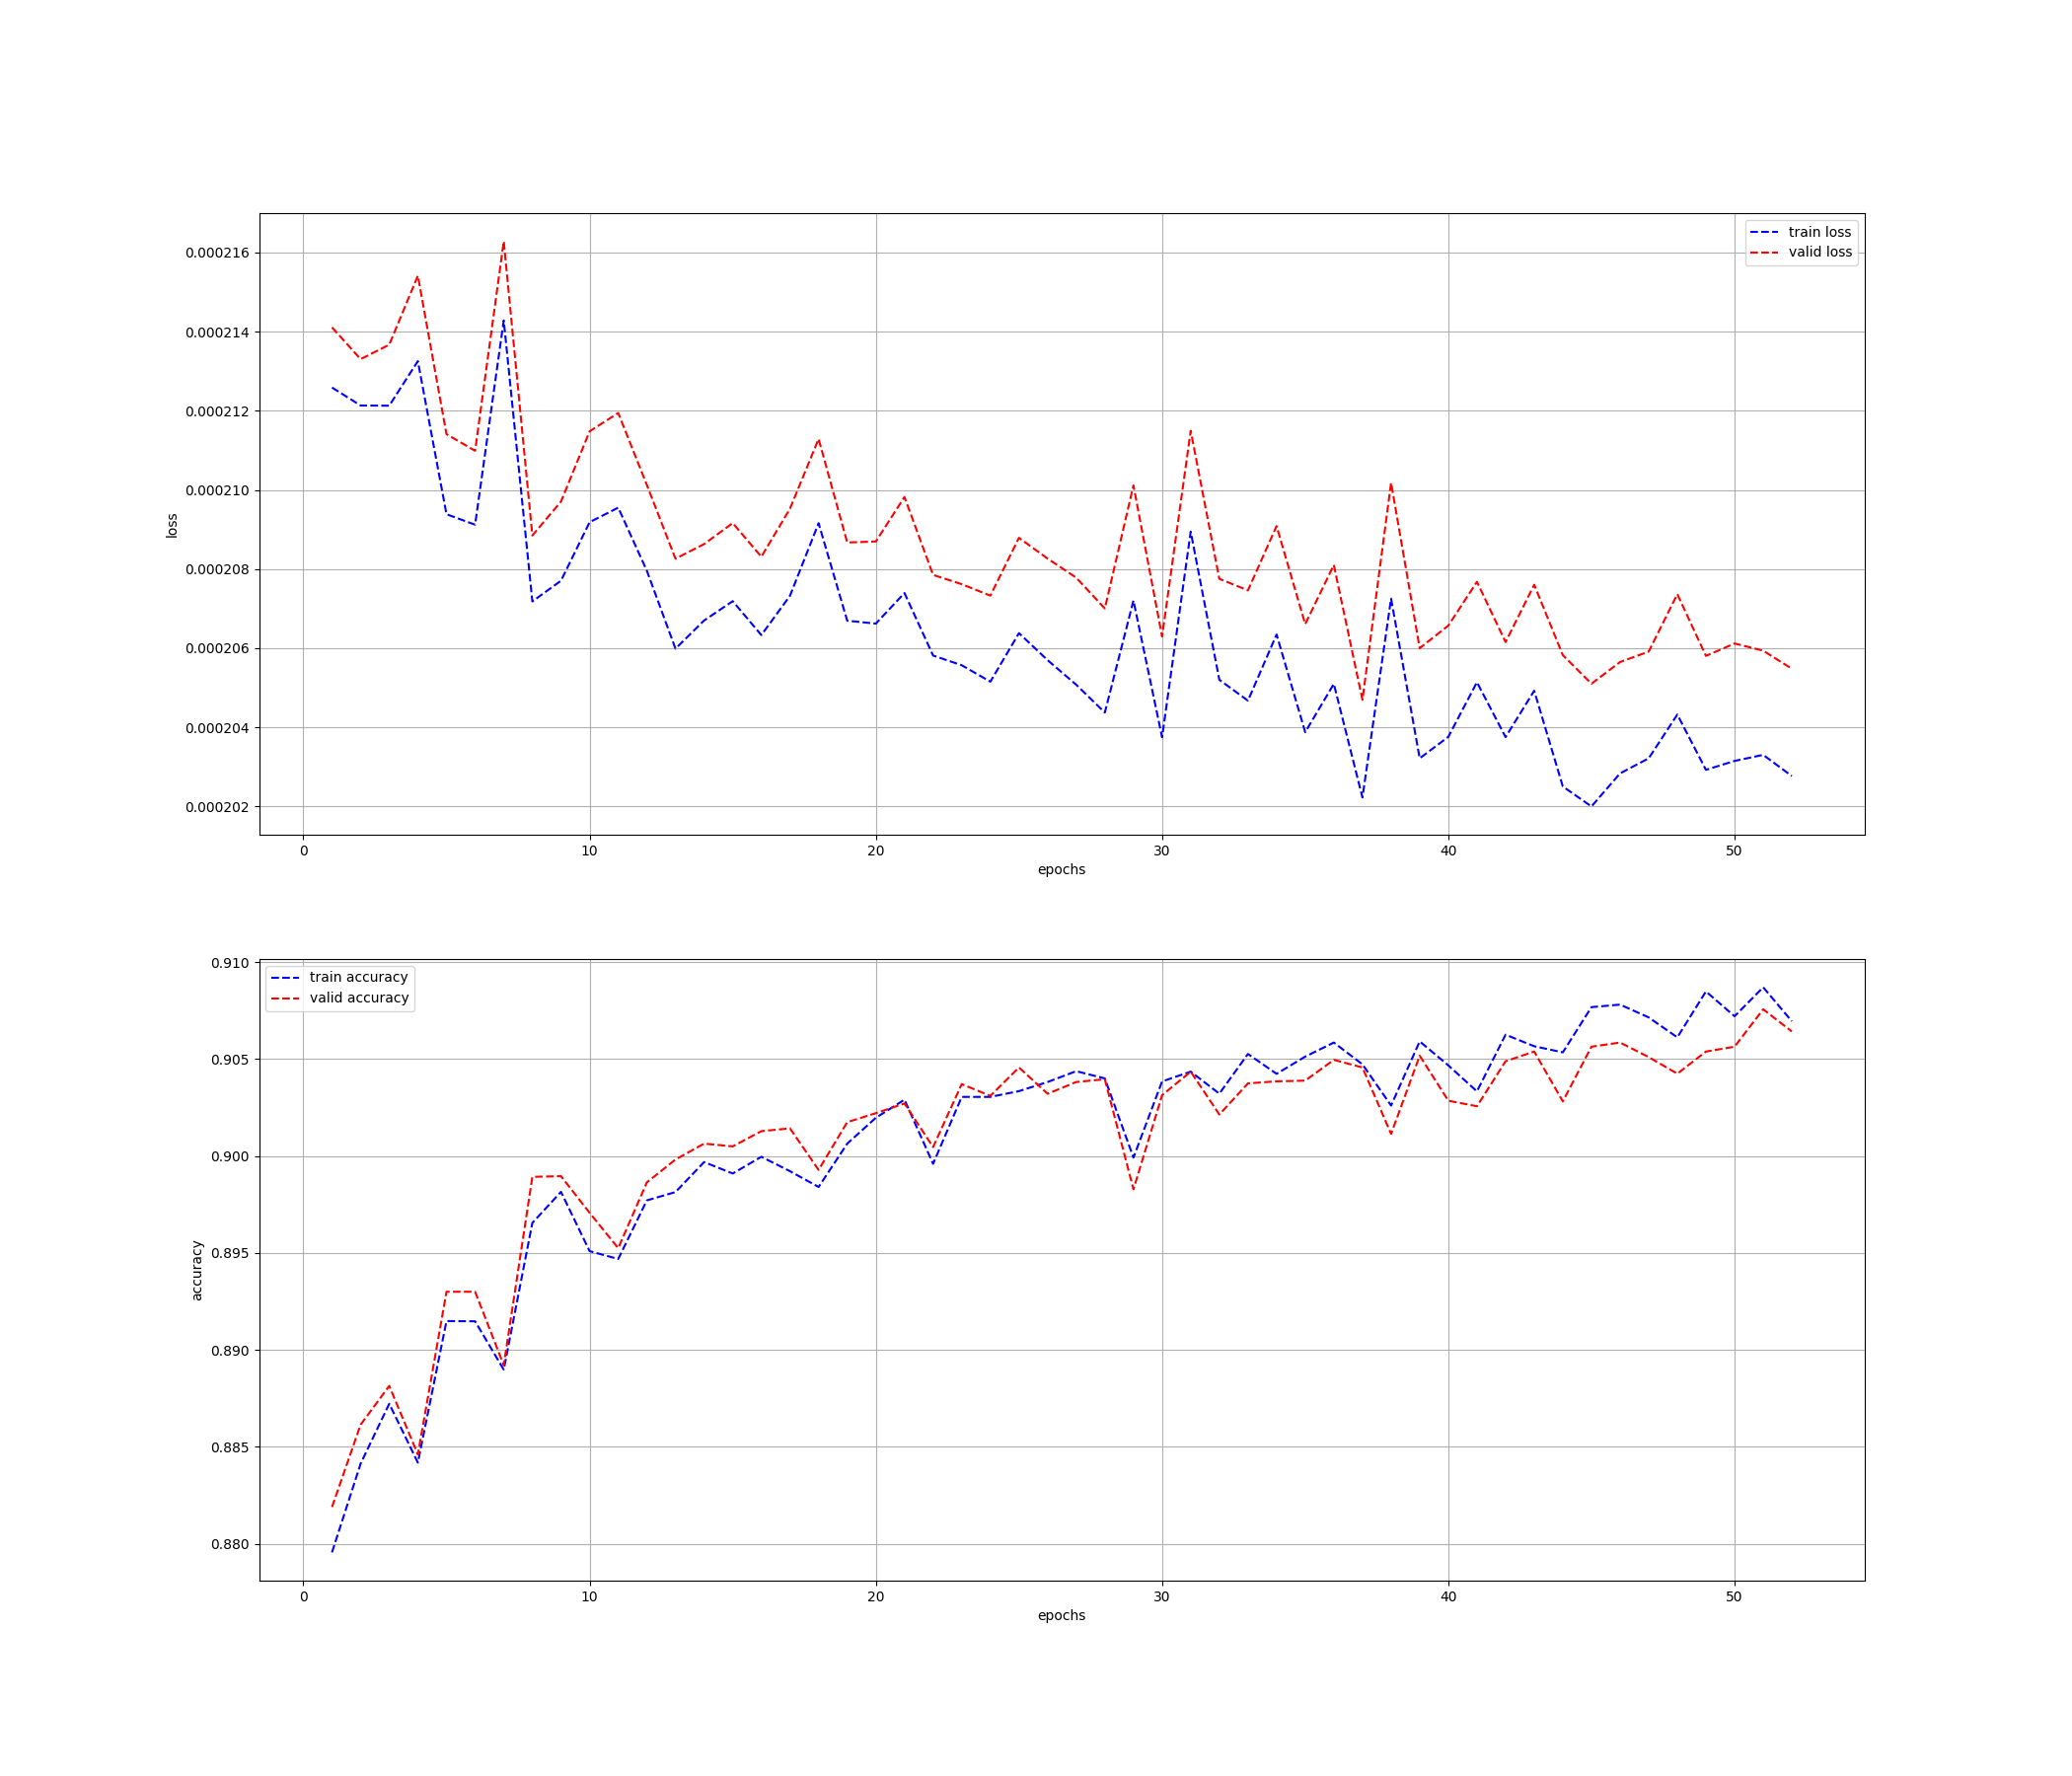 train loss
valid loss
0.000216
0.000214
0.000212
0.000210
0.000208
0.000206
0.000204
0.000202
loss
0 10 20 30 40 50
epochs
train accuracy
valid accuracy
0.910
0.905
0.900
0.895
0.890
0.885
0.880
accuracy
0 10 20 30 40 50
epochs